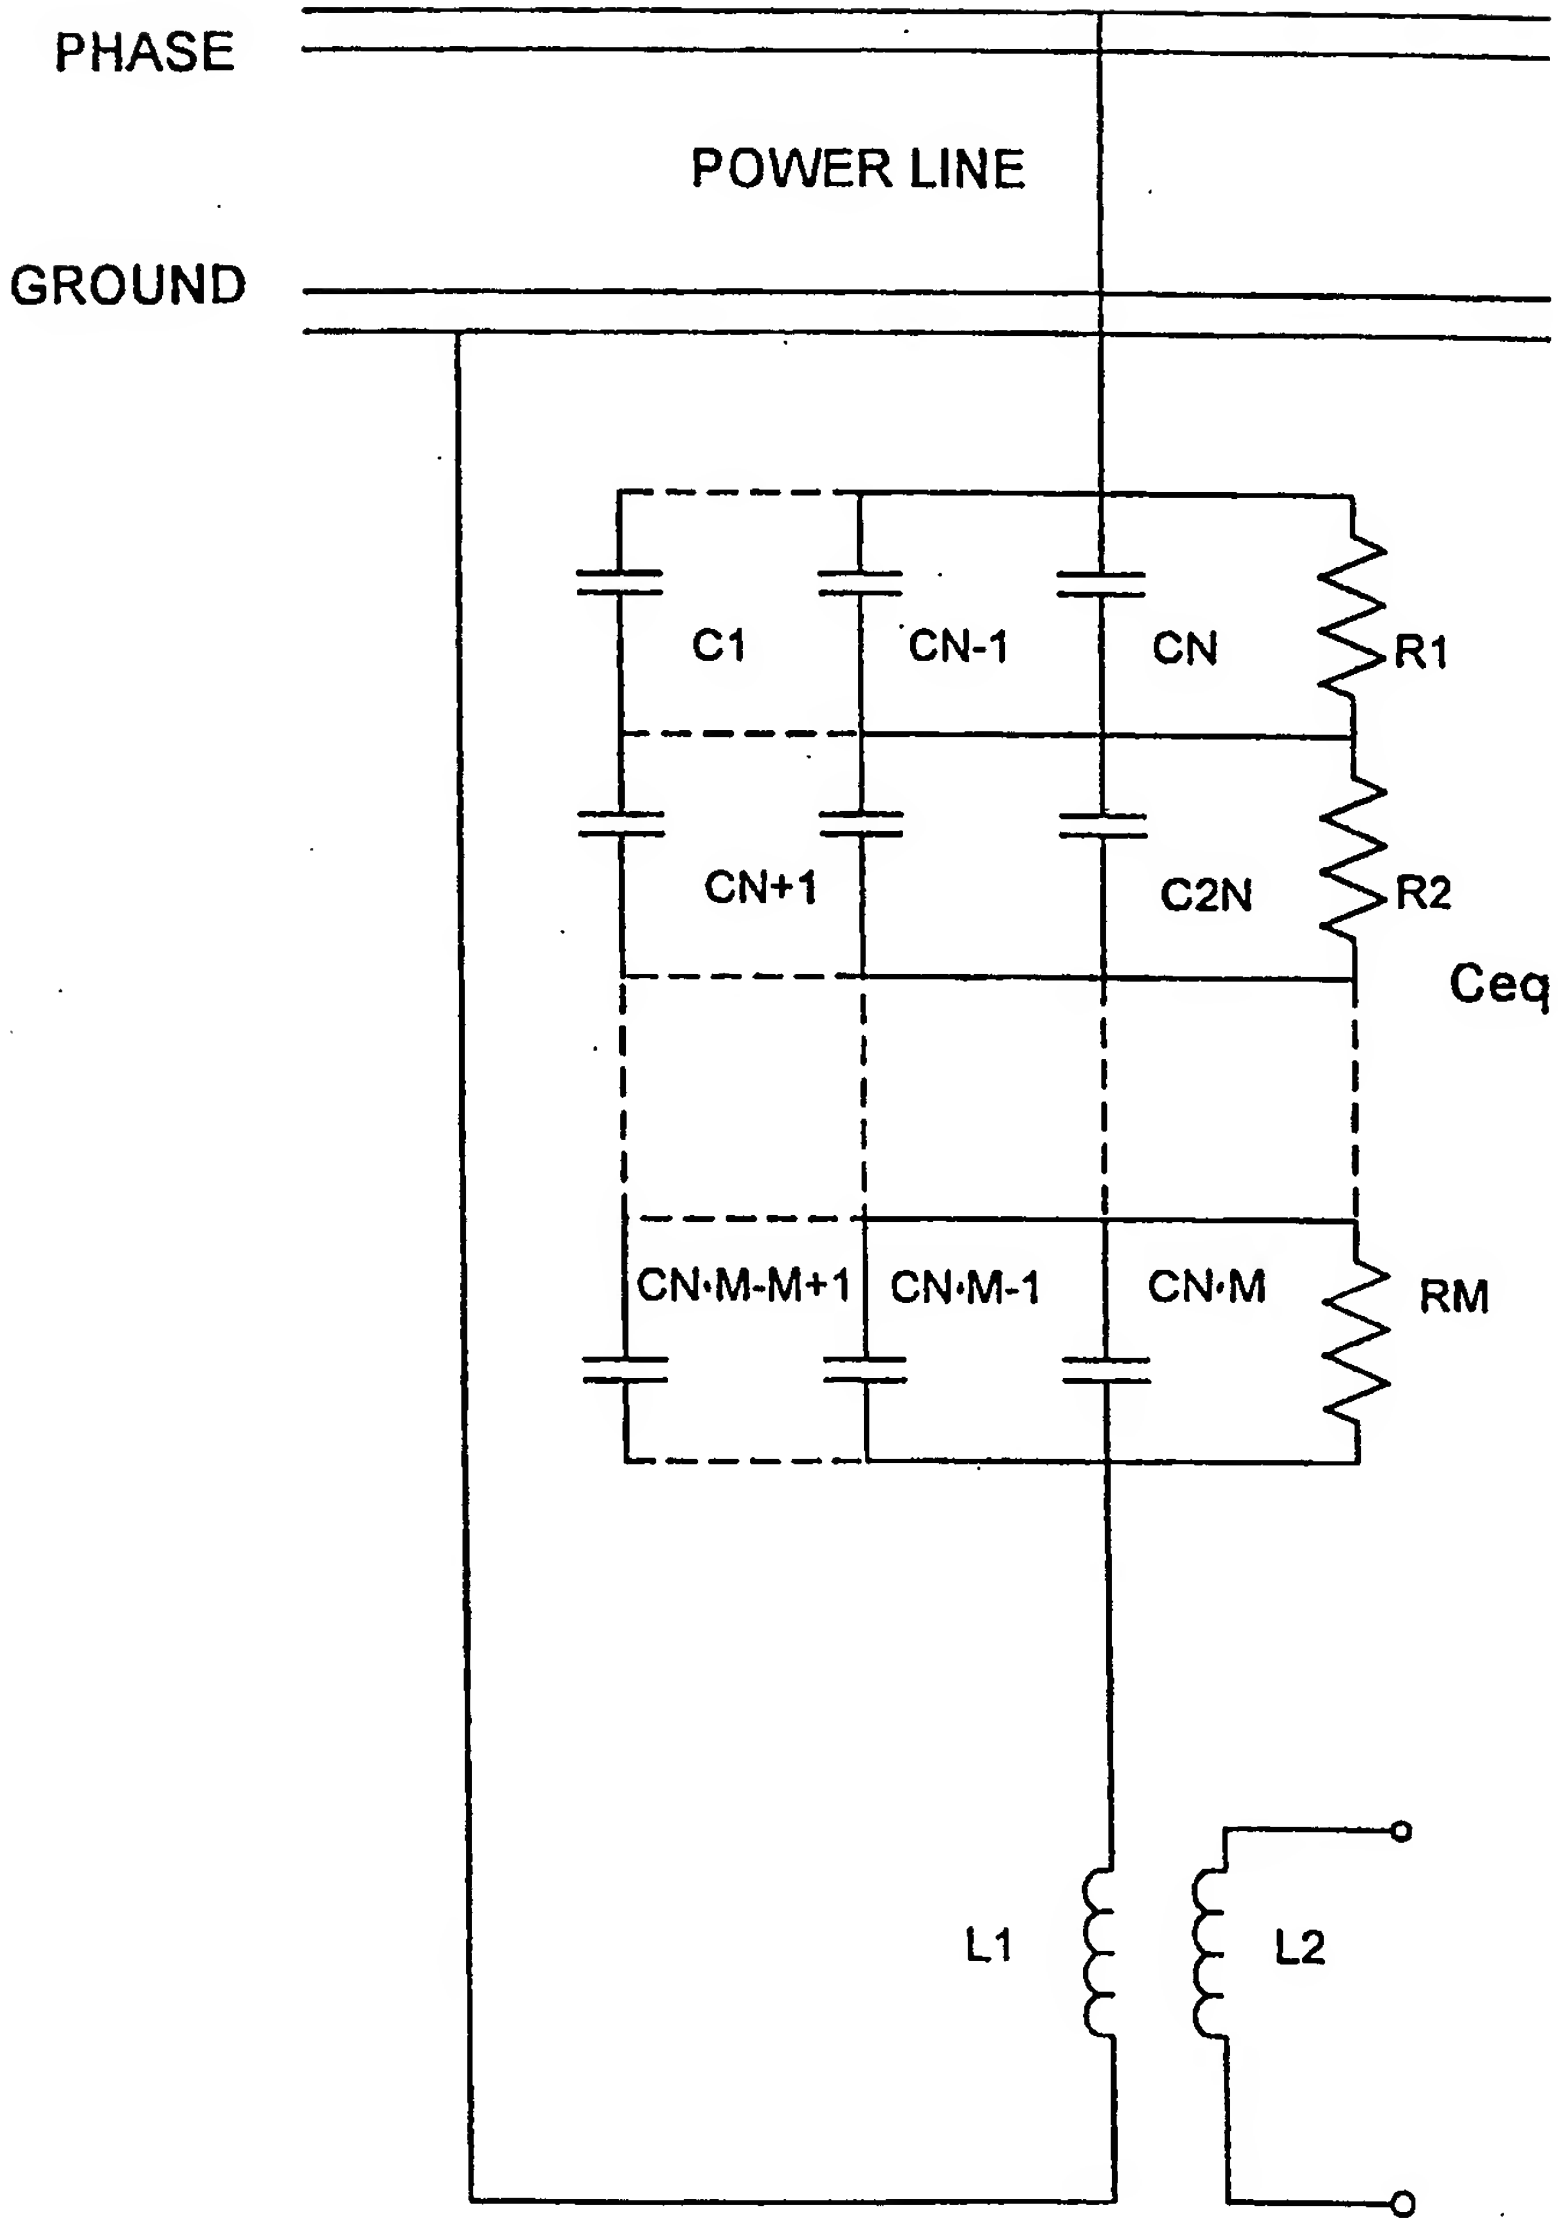 PHASE
POWER LINE
GROUND
C1
CN-1
CN
R1
CN+1
C2N
R2
Ceq
CN·M-M+1
CN·M-1
CN·M
RM
L1
L2